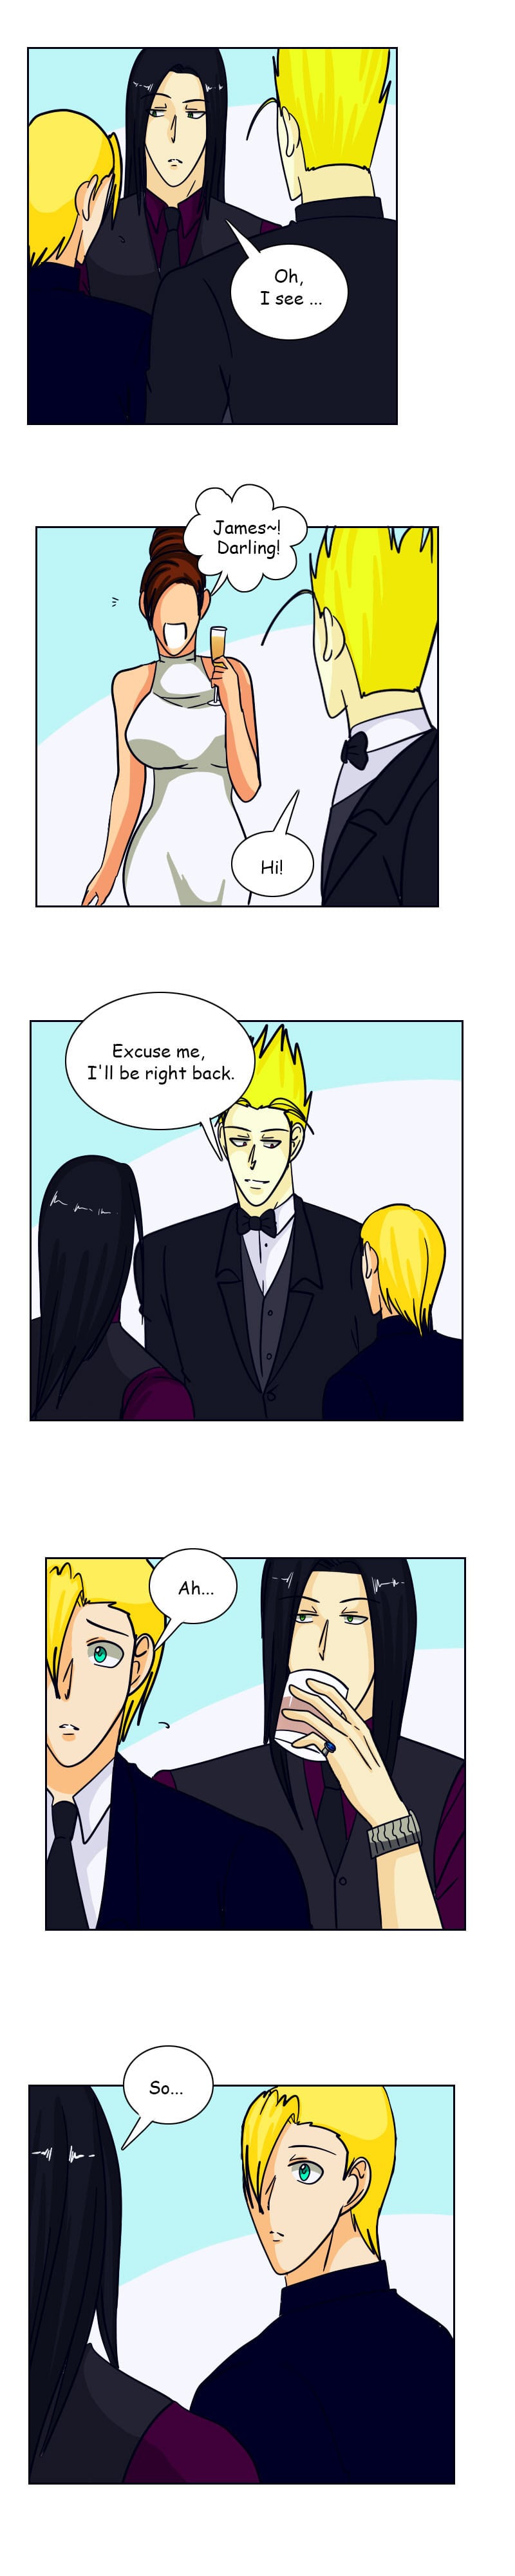 Oh,
I see ...
James~!
Darling!
Hi!
Excuse me,
I'll be right back.
Ah...
So...